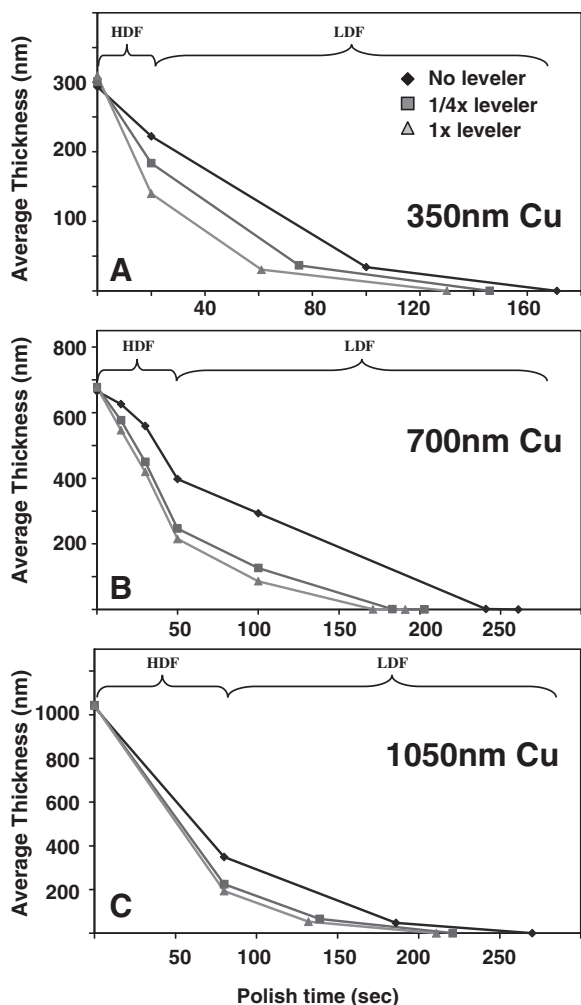 HDF LDF
Average Thickness (nm)
300
200
100
No leveler
1/4x leveler
1x leveler
350nm Cu
A
40 80 120 160
HDF LDF
Average Thickness (nm)
800
600
400
200
700nm Cu
B
50 100 150 200 250
HDF LDF
Average Thickness (nm)
1000
800
600
400
200
1050nm Cu
C
50 100 150 200 250
Polish time (sec)